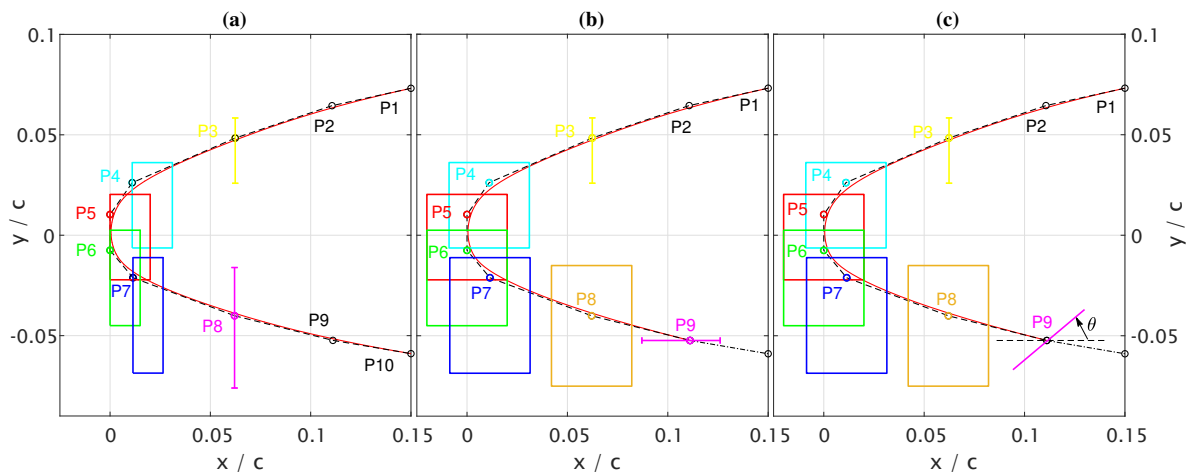 (a) (b) (c)
0.1 0.1
0.05 0.05
0 0
-0.05 -0.05
y / c y / c
P1
P2
P3
P4
P5
P6
P7
P8
P9
P10
P1
P2
P3
P4
P5
P6
P7
P8
P9
P1
P2
P3
P4
P5
P6
P7
P8
P9
θ
0 0.05 0.1 0.15 0 0.05 0.1 0.15 0 0.05 0.1 0.15
x / c x / c x / c